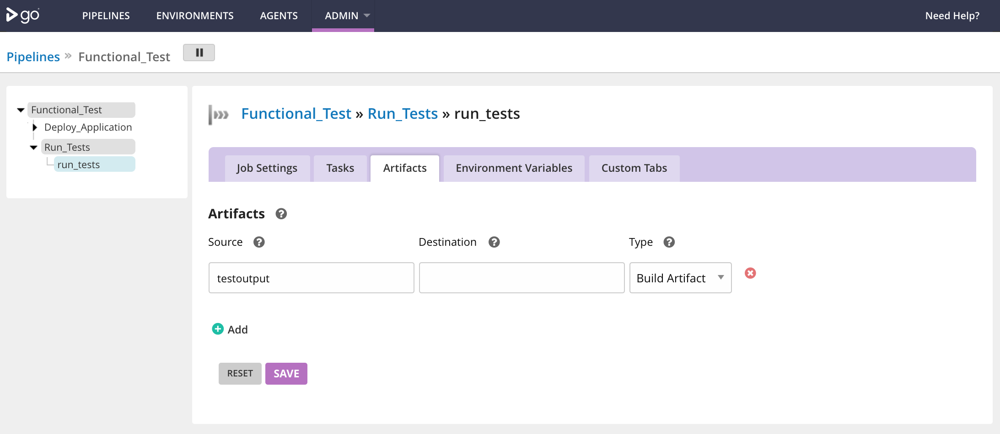 go PIPELINES ENVIRONMENTS AGENTS ADMIN Need Help?
Pipelines » Functional_Test
Functional_Test
Deploy_Application
Run_Tests
run_tests
Functional_Test » Run_Tests » run_tests
Job Settings Tasks Artifacts Environment Variables Custom Tabs
Artifacts ?
Source ? Destination ? Type ?
testoutput Build Artifact
Add
RESET SAVE